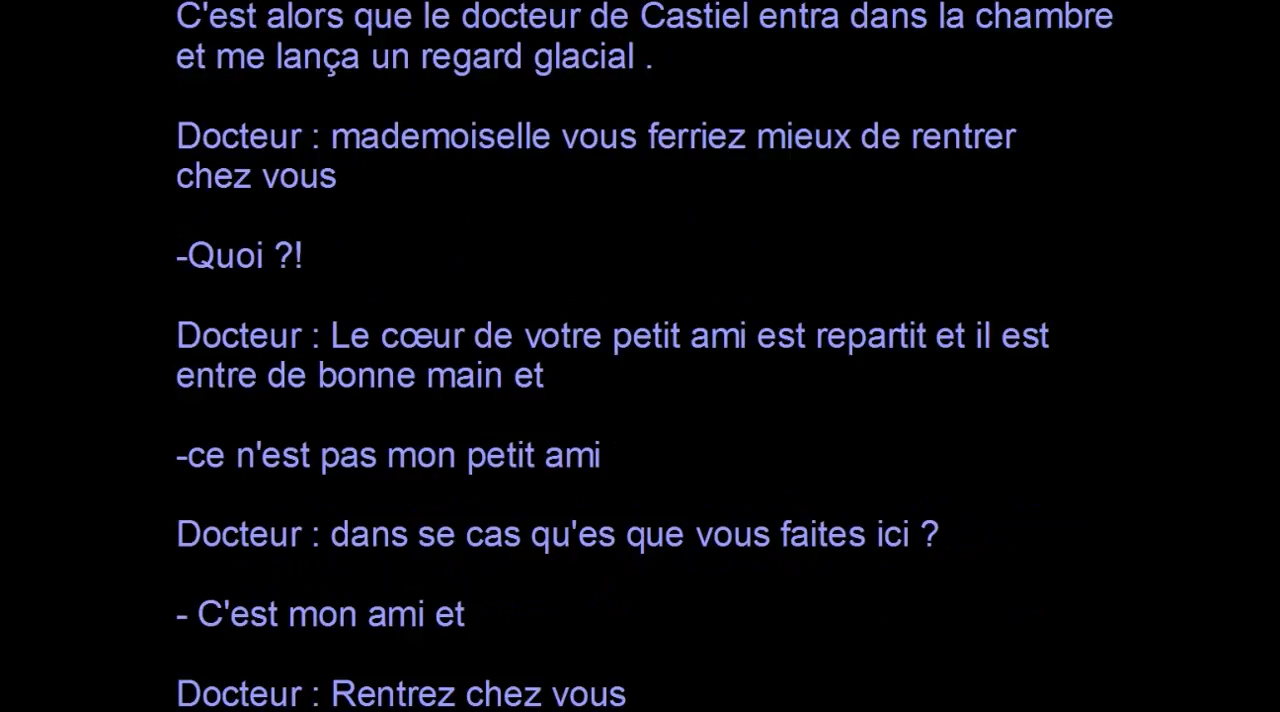 C'est alors que le docteur de Castiel entra dans la chambre
et me lança un regard glacial .
Docteur : mademoiselle vous ferriez mieux de rentrer
chez vous
-Quoi ?!
Docteur : Le cœur de votre petit ami est repartit et il est
entre de bonne main et
-ce n'est pas mon petit ami
Docteur : dans se cas qu'es que vous faites ici ?
- C'est mon ami et
Docteur : Rentrez chez vous